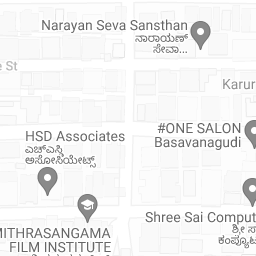 Narayan Seva Sansthan
ನಾರಾಯಣ್
ಸೇವಾ...
e St
Karur
#ONE SALON
Basavanagudi
HSD Associates
ಎಚ್ಎಸ್ಡಿ
ಅಸೋಸಿಯೇಟ್ಸ್
MITHRASANGAMA
FILM INSTITUTE
Shree Sai Comput
ಶ್ರೀ ಸಾ
ಕಂಪ್ಯೂಟ